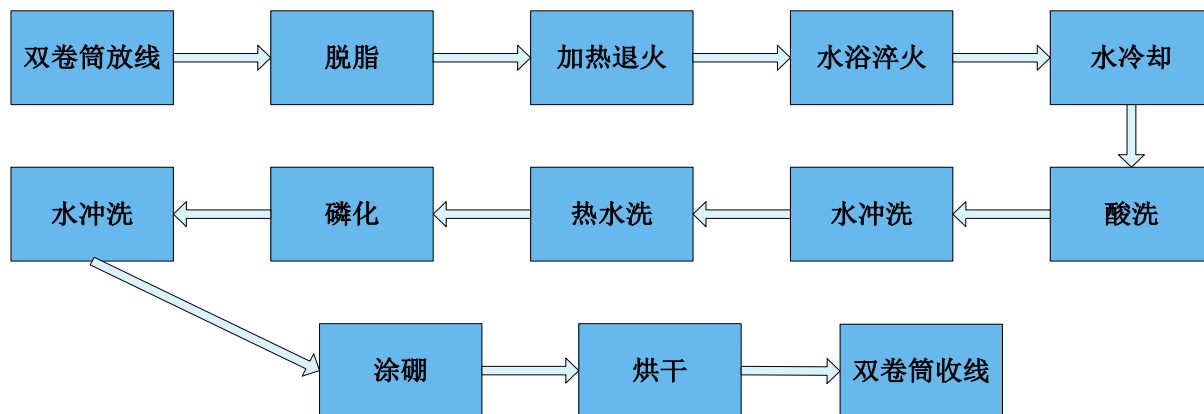 双卷筒放线
脱脂
加热退火
水浴淬火
水冷却
酸洗
水冲洗
热水洗
磷化
水冲洗
涂硼
烘干
双卷筒收线